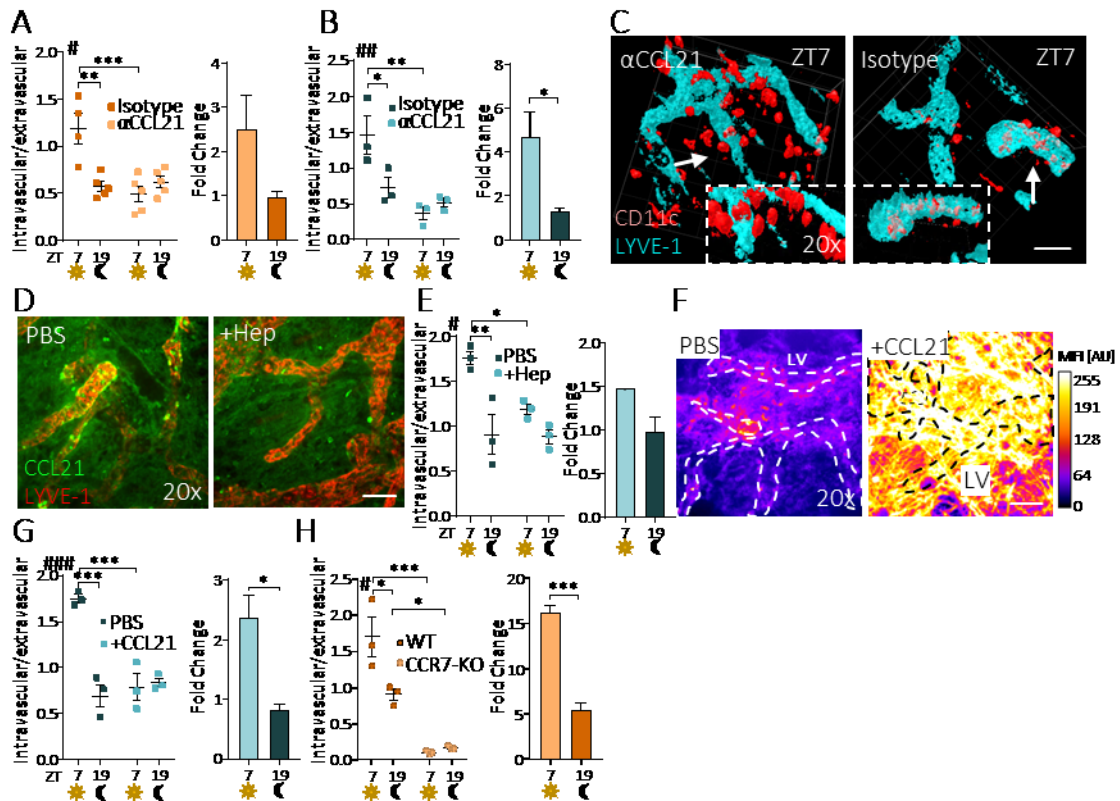 A
Intravascular/extravascular
2.0
1.5
1.0
0.5
0.0
#
***
**
Isotype
αCCL21
ZT
7
19
7
19
Fold Change
4
3
2
1
0
7
19
B
Intravascular/extravascular
2.5
2.0
1.5
1.0
0.5
0.0
##
**
*
Isotype
αCCL21
7
19
7
19
Fold Change
8
6
4
2
0
*
7
19
C
αCCL21
ZT7
CD11c
LYVE-1
20x
Isotype
ZT7
D
PBS
CCL21
LYVE-1
20x
+Hep
E
Intravascular/extravascular
2.0
1.5
1.0
0.5
0.0
#
*
**
PBS
+Hep
ZT
7
19
7
19
Fold Change
2.0
1.5
1.0
0.5
0.0
7
19
F
PBS
LV
20x
+CCL21
LV
MFI [AU]
255
191
128
64
0
G
Intravascular/extravascular
2.0
1.5
1.0
0.5
0.0
###
***
***
PBS
+CCL21
ZT
7
19
7
19
Fold Change
3
2
1
0
*
7
19
H
Intravascular/extravascular
2.5
2.0
1.5
1.0
0.5
0.0
#
***
*
*
WT
CCR7-KO
7
19
7
19
Fold Change
20
15
10
5
0
***
7
19